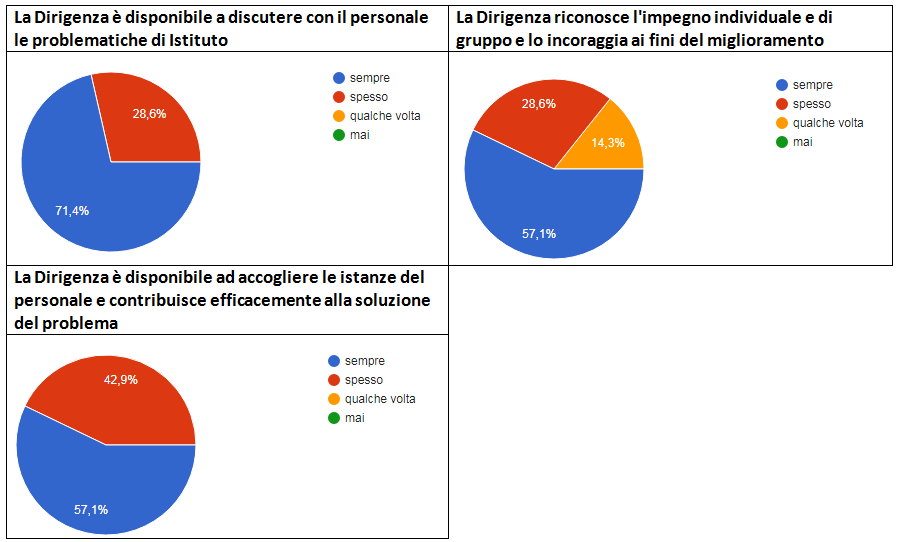 La Dirigenza è disponibile a discutere con il personale
le problematiche di Istituto
La Dirigenza riconosce l'impegno individuale e di
gruppo e lo incoraggia ai fini del miglioramento
sempre
spesso
qualche volta
mai
28,6%
71,4%
sempre
spesso
qualche volta
mai
28,6%
14,3%
57,1%
La Dirigenza è disponibile ad accogliere le istanze del
personale e contribuisce efficacemente alla soluzione
del problema
sempre
spesso
qualche volta
mai
42,9%
57,1%